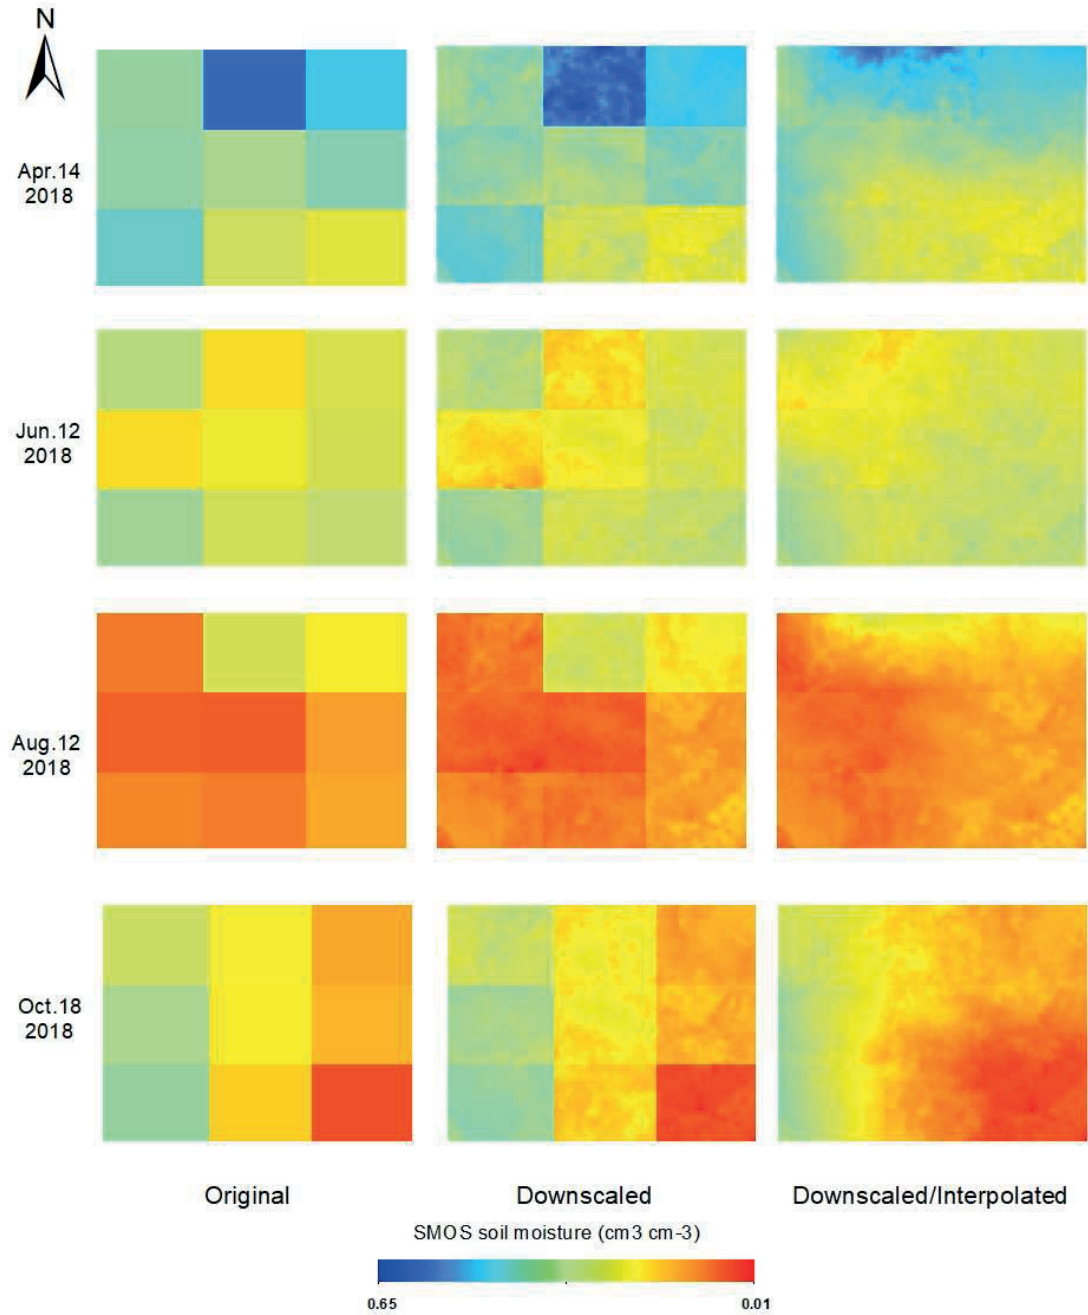 N
Apr.14
2018
Jun.12
2018
Aug.12
2018
Oct.18
2018
Original
Downscaled
Downscaled/Interpolated
SMOS soil moisture (cm3 cm-3)
0.65
0.01